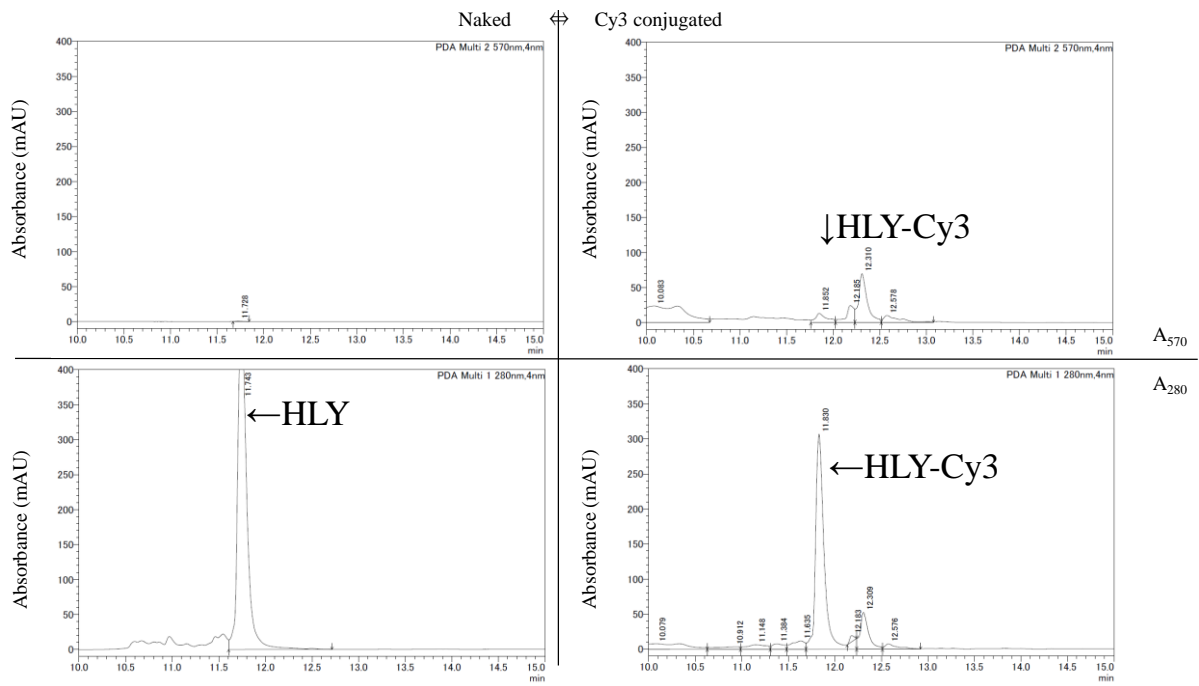 Naked ⇔ Cy3 conjugated
PDA Multi 2 570nm,4nm
Absorbance (mAU)
400
350
300
250
200
150
100
50
0
11.728
10.0 10.5 11.0 11.5 12.0 12.5 13.0 13.5 14.0 14.5 15.0
min
PDA Multi 2 570nm,4nm
Absorbance (mAU)
400
350
300
250
200
150
100
50
0
↓HLY-Cy3
10.083
11.852
12.185
12.310
12.578
10.0 10.5 11.0 11.5 12.0 12.5 13.0 13.5 14.0 14.5 15.0
min
A570
PDA Multi 1 280nm,4nm
Absorbance (mAU)
400
350
300
250
200
150
100
50
0
11.743
←HLY
10.0 10.5 11.0 11.5 12.0 12.5 13.0 13.5 14.0 14.5 15.0
min
PDA Multi 1 280nm,4nm
Absorbance (mAU)
400
350
300
250
200
150
100
50
0
←HLY-Cy3
10.079
10.912
11.148
11.384
11.635
11.830
12.183
12.309
12.576
10.0 10.5 11.0 11.5 12.0 12.5 13.0 13.5 14.0 14.5 15.0
min
A280